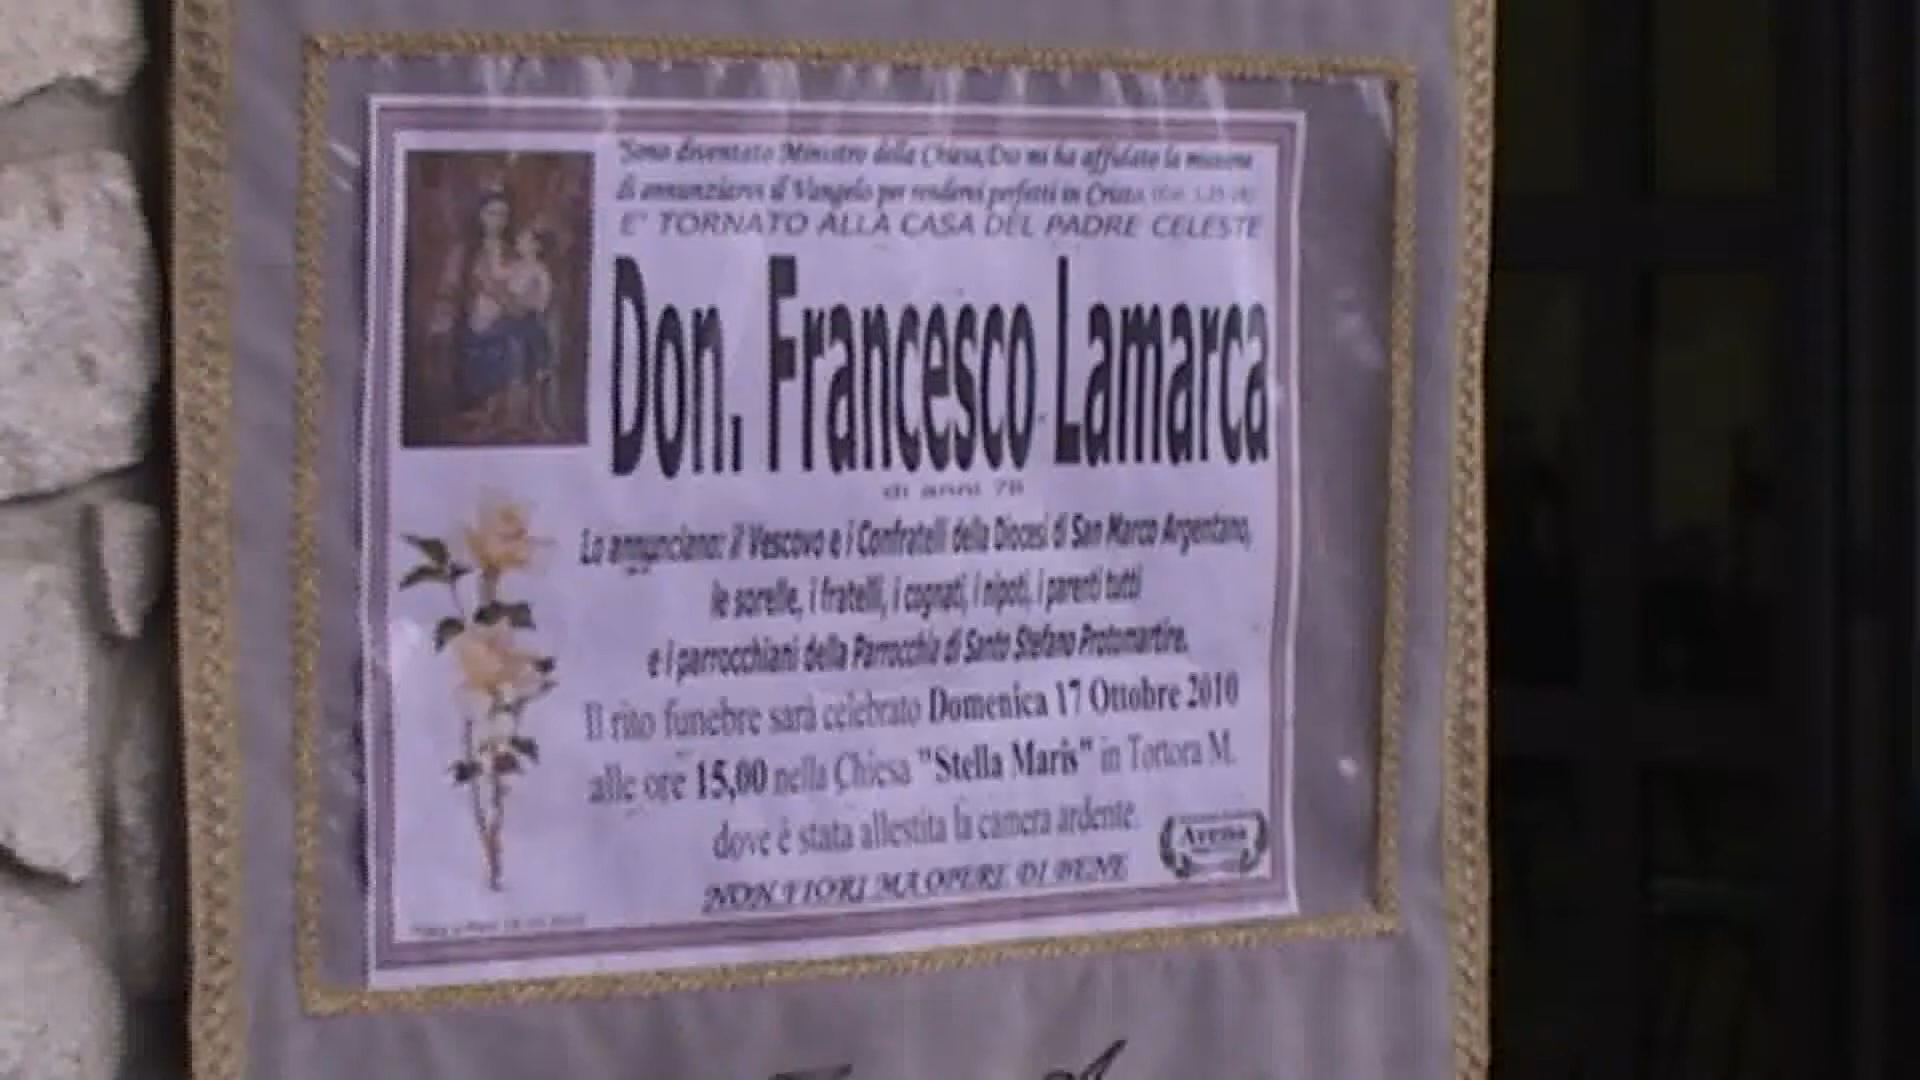 "Sono diventato Ministro della Chiesa, Dio mi ha affidato la missione
di annunziarvi il Vangelo per rendervi perfetti in Cristo
E' TORNATO ALLA CASA DEL PADRE CELESTE
Don. Francesco Lamarca
di anni 78
Lo annunciano: il Vescovo e i Confratelli della Diocesi di San Marco Argentano,
le sorelle, i fratelli, i cognati, i nipoti, i parenti tutti
e i parrocchiani della Parrocchia di Santo Stefano Protomartire.
Il rito funebre sarà celebrato Domenica 17 Ottobre 2010
alle ore 15,00 nella Chiesa "Stella Maris" in Tortora M.
dove è stata allestita la camera ardente.
Avena
NON FIORI MA OPERE DI BENE